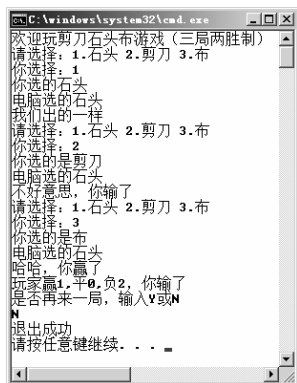 C:\windows\system32\cmd.exe
欢迎玩剪刀石头布游戏（三局两胜制）
请选择：1.石头 2.剪刀 3.布
你选择：1
你选的石头
电脑选的石头
我们出的一样
请选择：1.石头 2.剪刀 3.布
你选择：2
你选的是剪刀
电脑选的石头
不好意思，你输了
请选择：1.石头 2.剪刀 3.布
你选择：3
你选的是布
电脑选的石头
哈哈，你赢了
玩家赢1,平0,负2，你输了
是否再来一局，输入Y或N
N
退出成功
请按任意键继续. . .